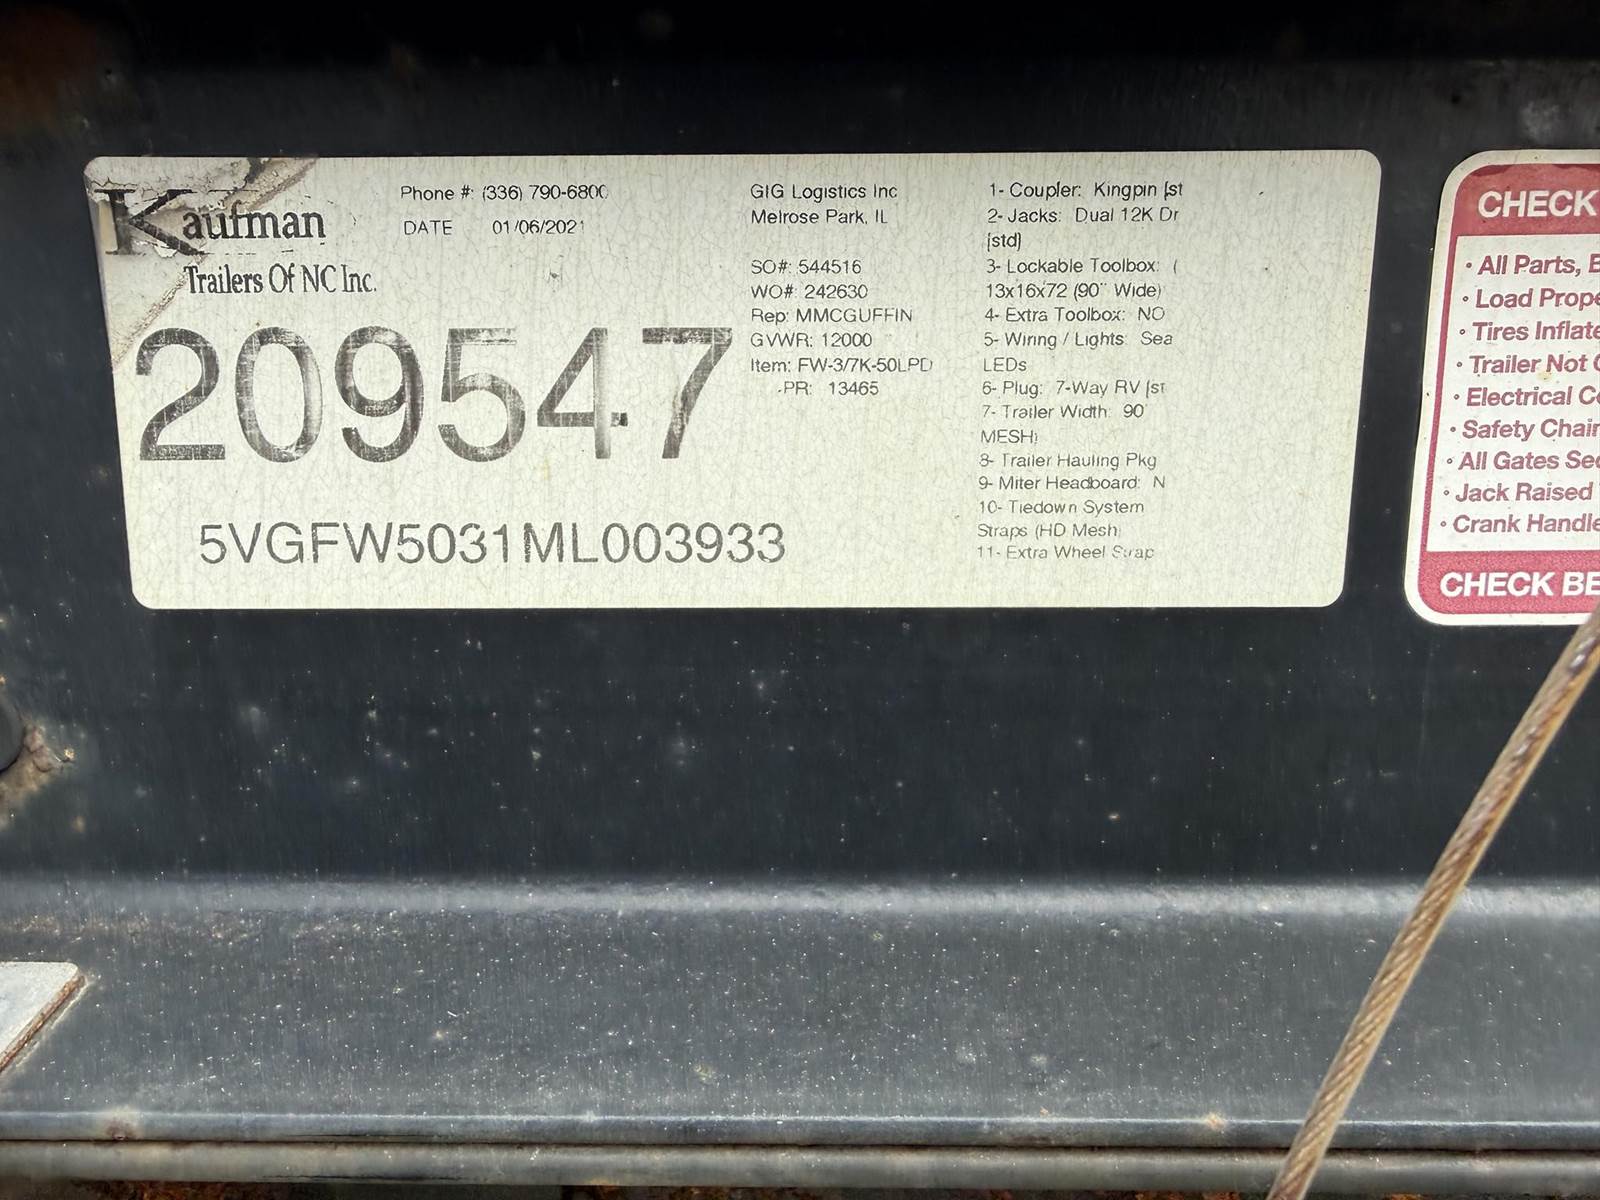 Kaufman
Trailers Of NC Inc.
Phone #: (336) 790-6800
DATE 01/06/2021
209547
5VGFW5031ML003933
GIG Logistics Inc
Melrose Park, IL
SO#: 544516
WO#: 242630
Rep: MMCGUFFIN
GVWR: 12000
Item: FW-3/7K-50LPD
-PR: 13465
1- Coupler: Kingpin [st
2- Jacks: Dual 12K Dr
[std]
3- Lockable Toolbox: (
13x16x72 (90" Wide)
4- Extra Toolbox: NO
5- Wiring / Lights: Sea
LEDs
6- Plug: 7-Way RV [st
7- Trailer Width: 90"
MESH)
8- Trailer Hauling Pkg
9- Miter Headboard: N
10- Tiedown System
Straps (HD Mesh)
11- Extra Wheel Strap
CHECK
• All Parts, B
• Load Prope
• Tires Inflate
• Trailer Not
• Electrical Co
• Safety Chain
• All Gates Sec
• Jack Raised
• Crank Handle
CHECK BE